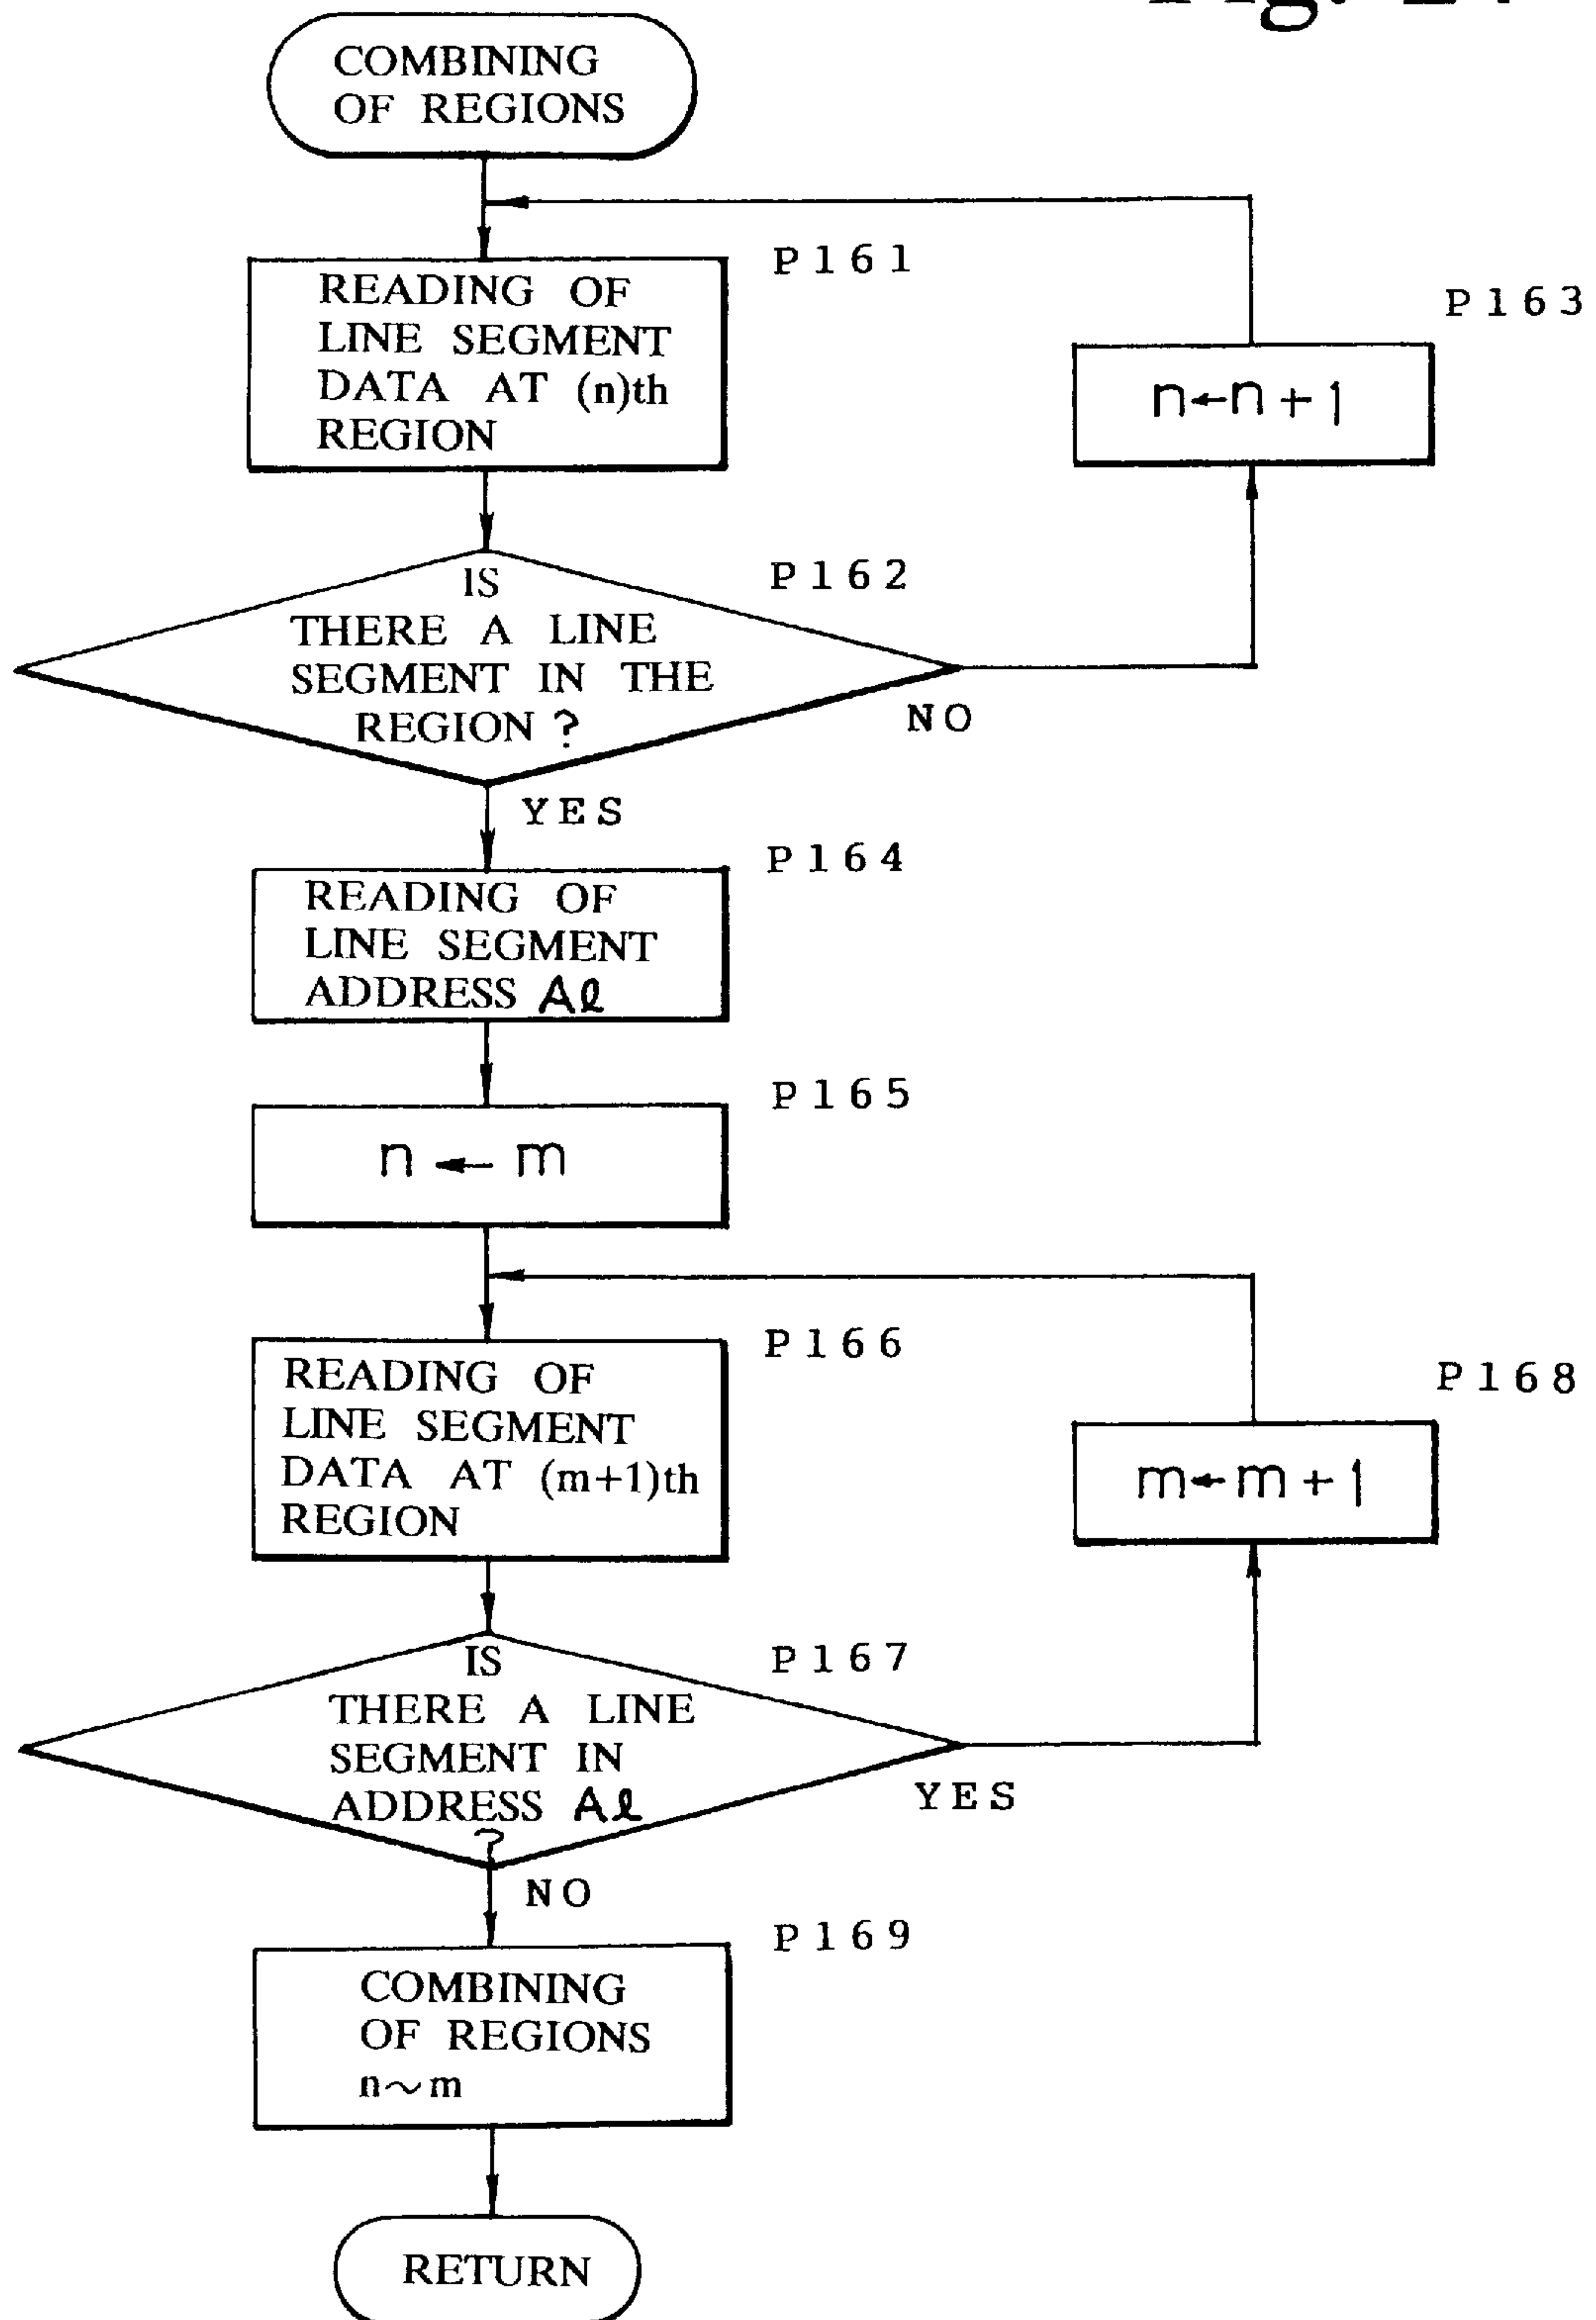 COMBINING
OF REGIONS
P161
READING OF
LINE SEGMENT
DATA AT (n)th
REGION
P163
n←n+1
P162
IS
THERE A LINE
SEGMENT IN THE
REGION?
NO
YES
P164
READING OF
LINE SEGMENT
ADDRESS Aℓ
P165
n ← m
P166
READING OF
LINE SEGMENT
DATA AT (m+1)th
REGION
P168
m←m+1
P167
IS
THERE A LINE
SEGMENT IN
ADDRESS Aℓ
?
YES
NO
P169
COMBINING
OF REGIONS
n~m
RETURN